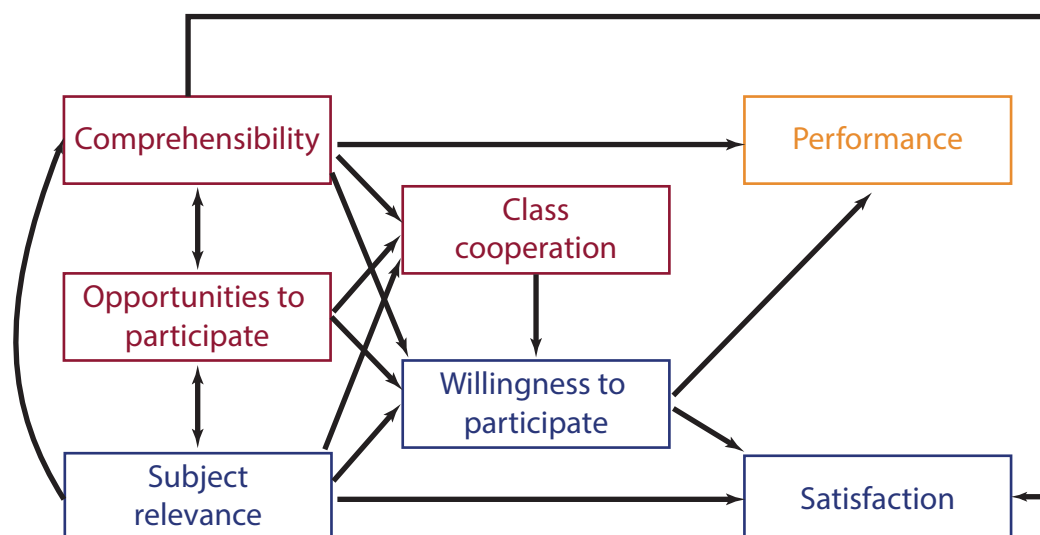 Comprehensibility
Performance
Class
cooperation
Opportunities to
participate
Willingness to
participate
Subject
relevance
Satisfaction